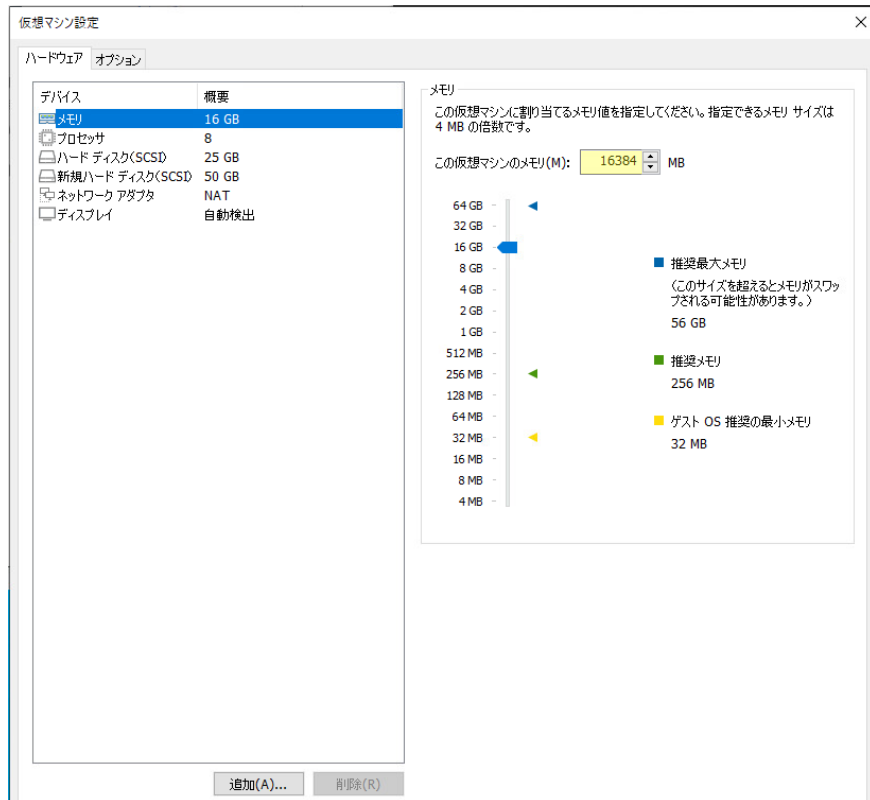 仮想マシン設定
ハードウェア
オプション
デバイス
概要
メモリ
16 GB
プロセッサ
8
ハード ディスク(SCSI)
25 GB
新規ハード ディスク(SCSI)
50 GB
ネットワーク アダプタ
NAT
ディスプレイ
自動検出
追加(A)...
削除(R)
メモリ
この仮想マシンに割り当てるメモリ値を指定してください。指定できるメモリ サイズは
4 MB の倍数です。
この仮想マシンのメモリ(M):
16384
MB
64 GB
32 GB
16 GB
8 GB
4 GB
2 GB
1 GB
512 MB
256 MB
128 MB
64 MB
32 MB
16 MB
8 MB
4 MB
推奨最大メモリ
(このサイズを超えるとメモリがスワッ
プされる可能性があります。)
56 GB
推奨メモリ
256 MB
ゲスト OS 推奨の最小メモリ
32 MB